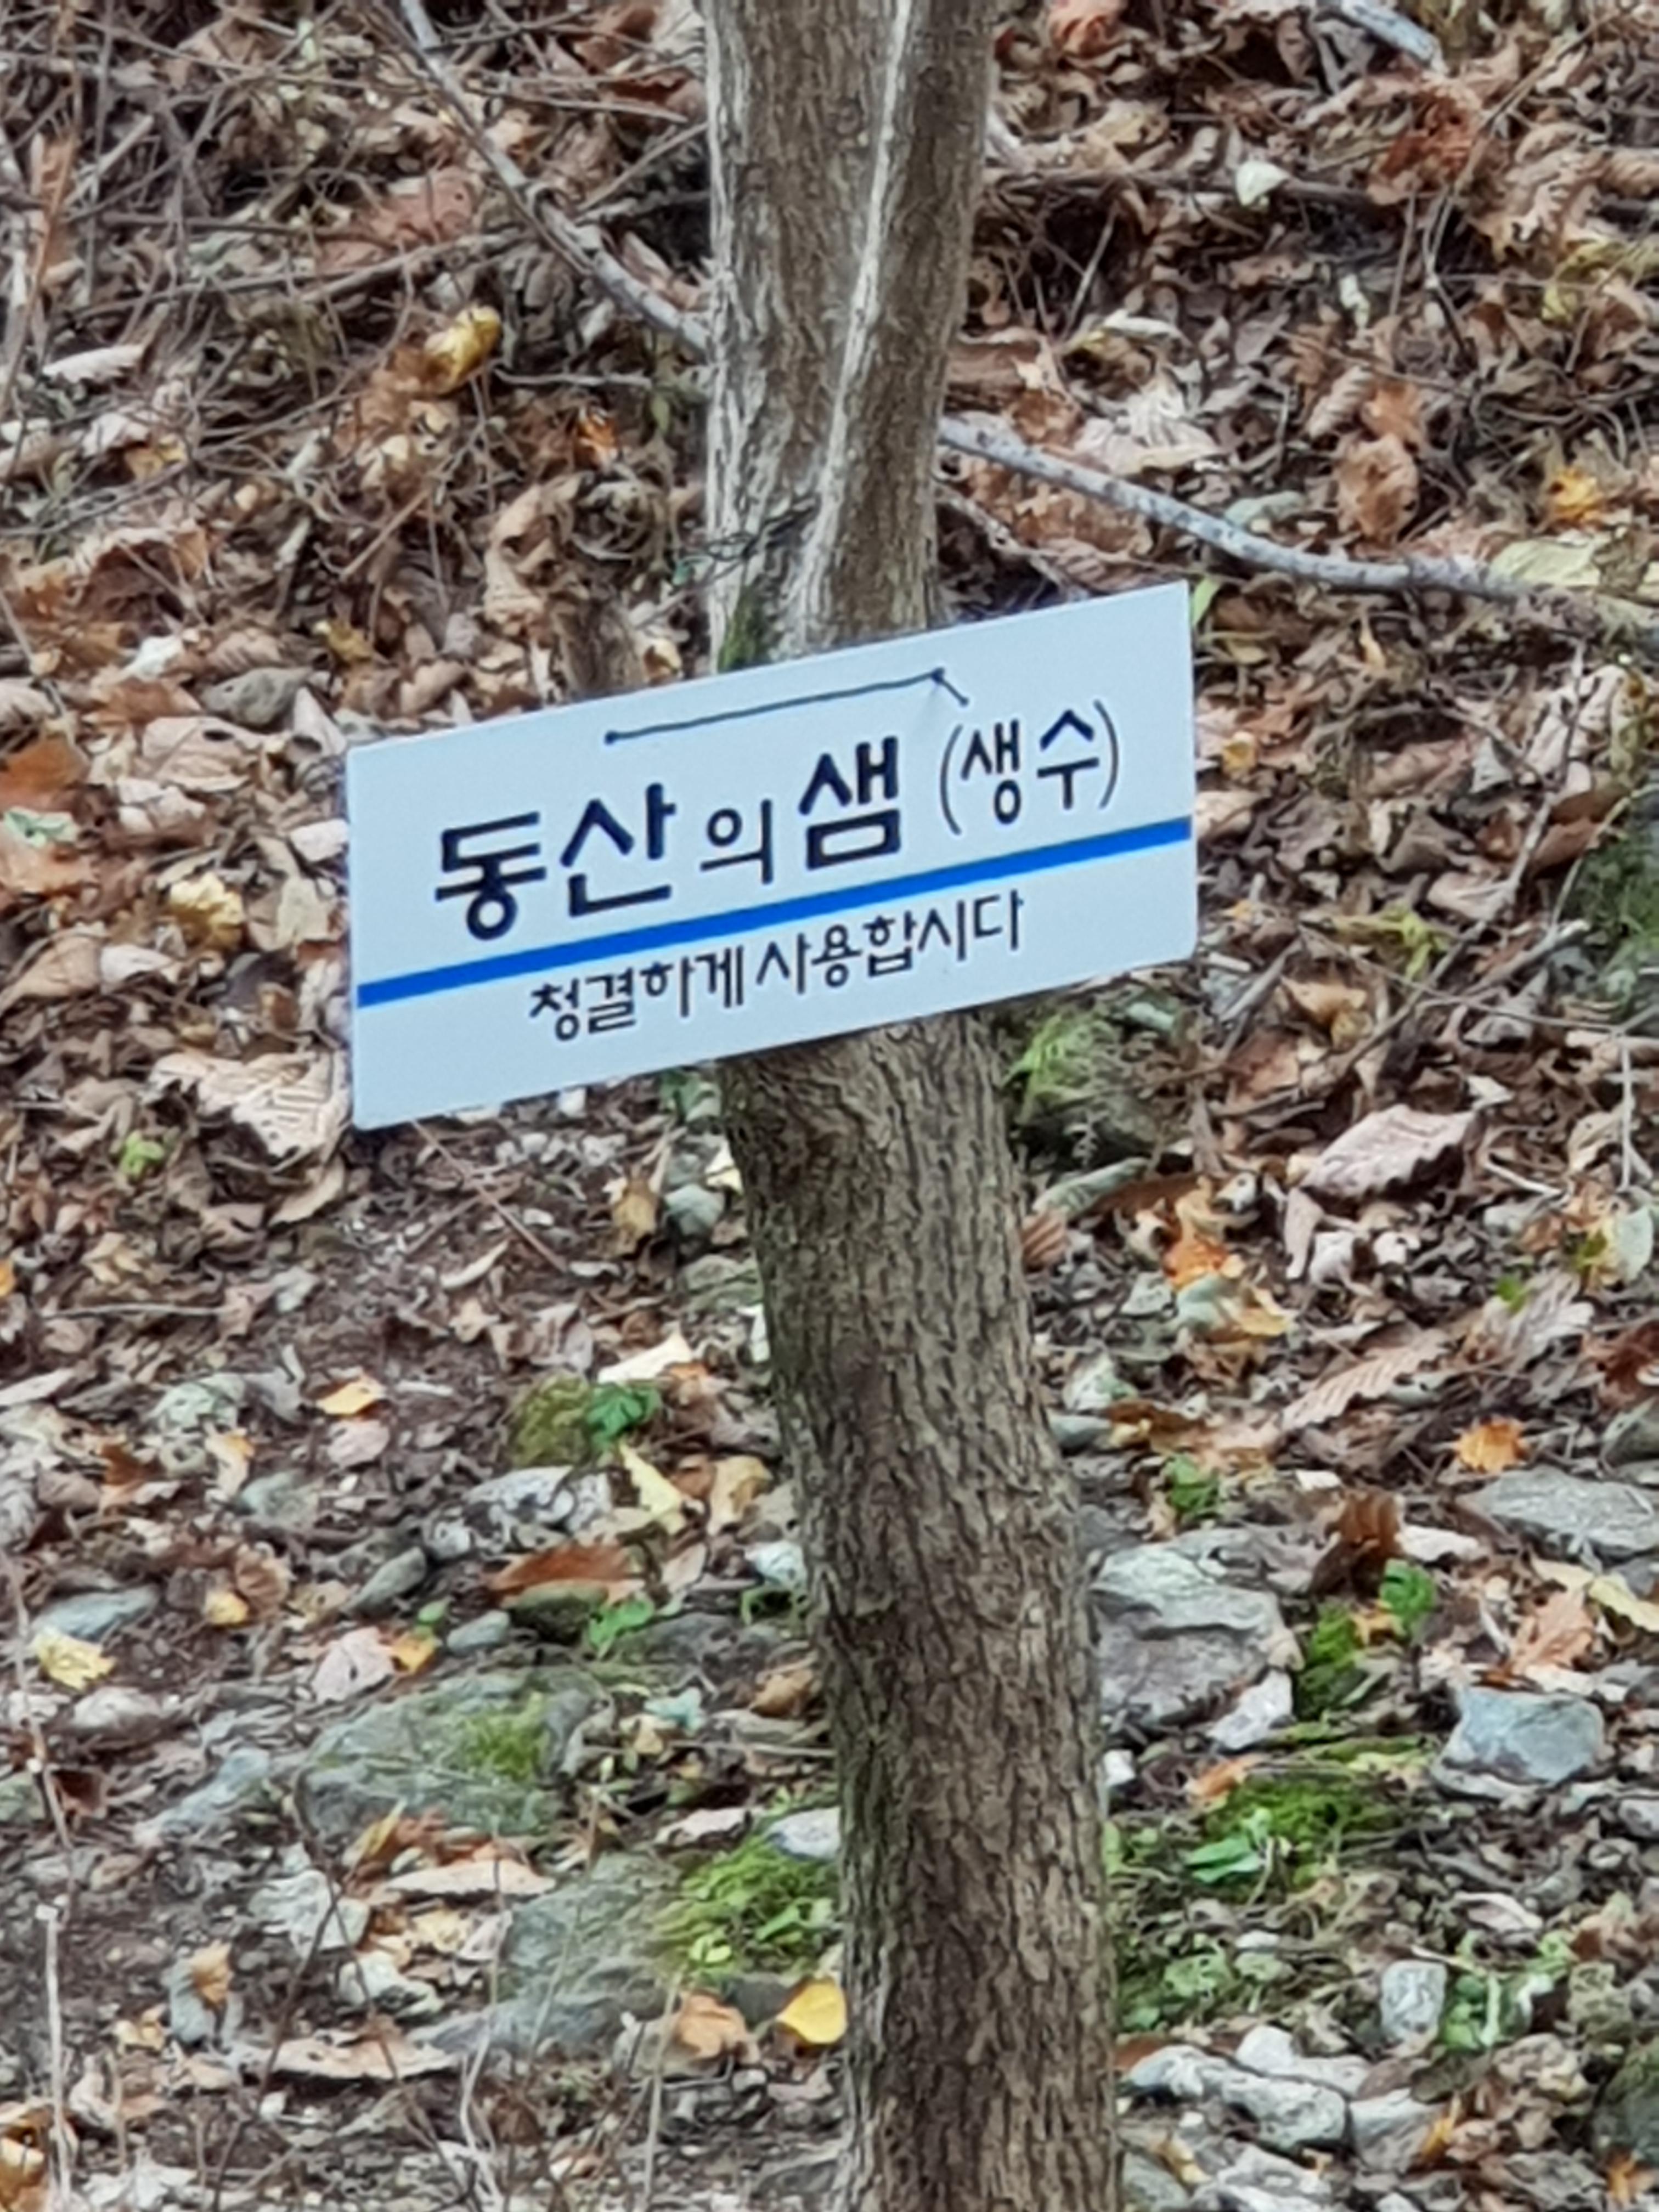 동산의 샘 (생수)
청결하게 사용합시다